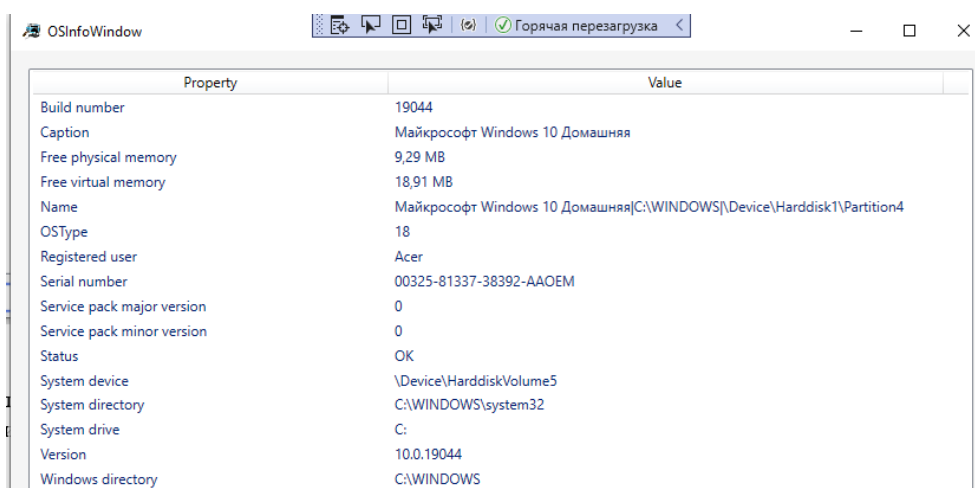 OSInfoWindow
Горячая перезагрузка
Property Value
Build number 19044
Caption Майкрософт Windows 10 Домашняя
Free physical memory 9,29 MB
Free virtual memory 18,91 MB
Name Майкрософт Windows 10 Домашняя|C:\WINDOWS|\Device\Harddisk1\Partition4
OSType 18
Registered user Acer
Serial number 00325-81337-38392-AAOEM
Service pack major version 0
Service pack minor version 0
Status OK
System device \Device\HarddiskVolume5
System directory C:\WINDOWS\system32
System drive C:
Version 10.0.19044
Windows directory C:\WINDOWS